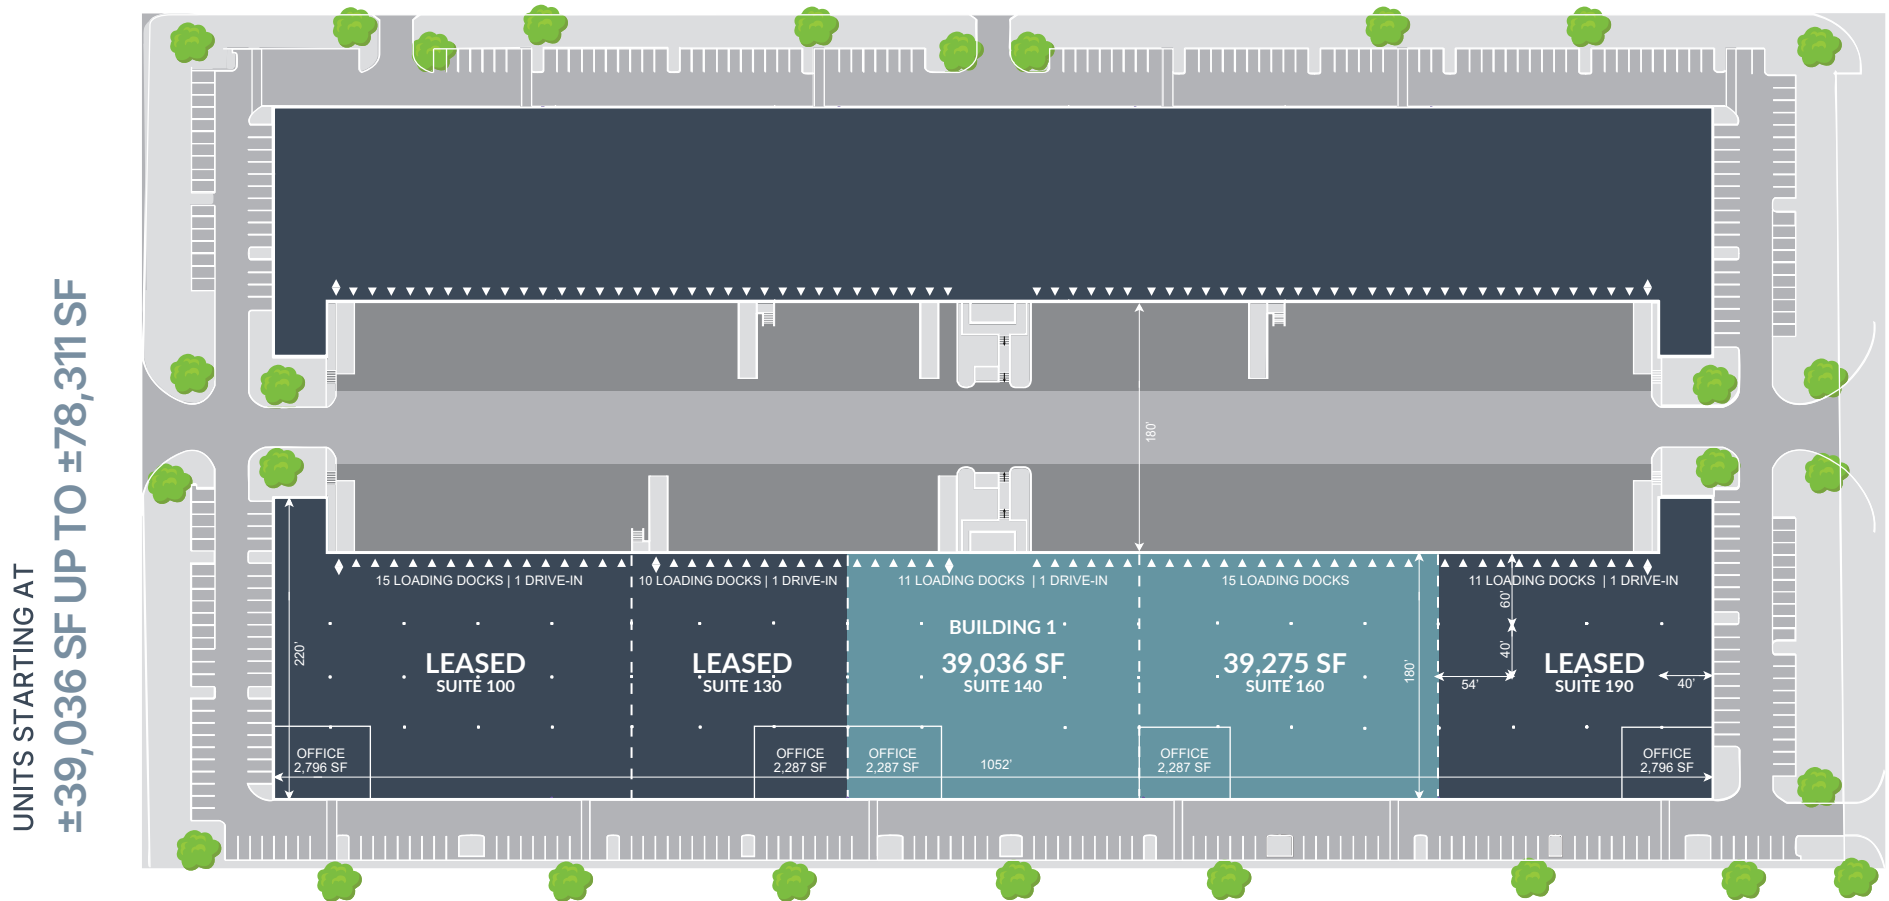 UNITS STARTING AT
±39,036 SF UP TO ±78,311 SF
180'
15 LOADING DOCKS | 1 DRIVE-IN
10 LOADING DOCKS | 1 DRIVE-IN
11 LOADING DOCKS | 1 DRIVE-IN
15 LOADING DOCKS
11 LOADING DOCKS | 1 DRIVE-IN
220'
LEASED
SUITE 100
LEASED
SUITE 130
BUILDING 1
39,036 SF
SUITE 140
39,275 SF
SUITE 160
180'
60'
40'
54'
LEASED
SUITE 190
40'
OFFICE
2,796 SF
OFFICE
2,287 SF
OFFICE
2,287 SF
1052'
OFFICE
2,287 SF
OFFICE
2,796 SF